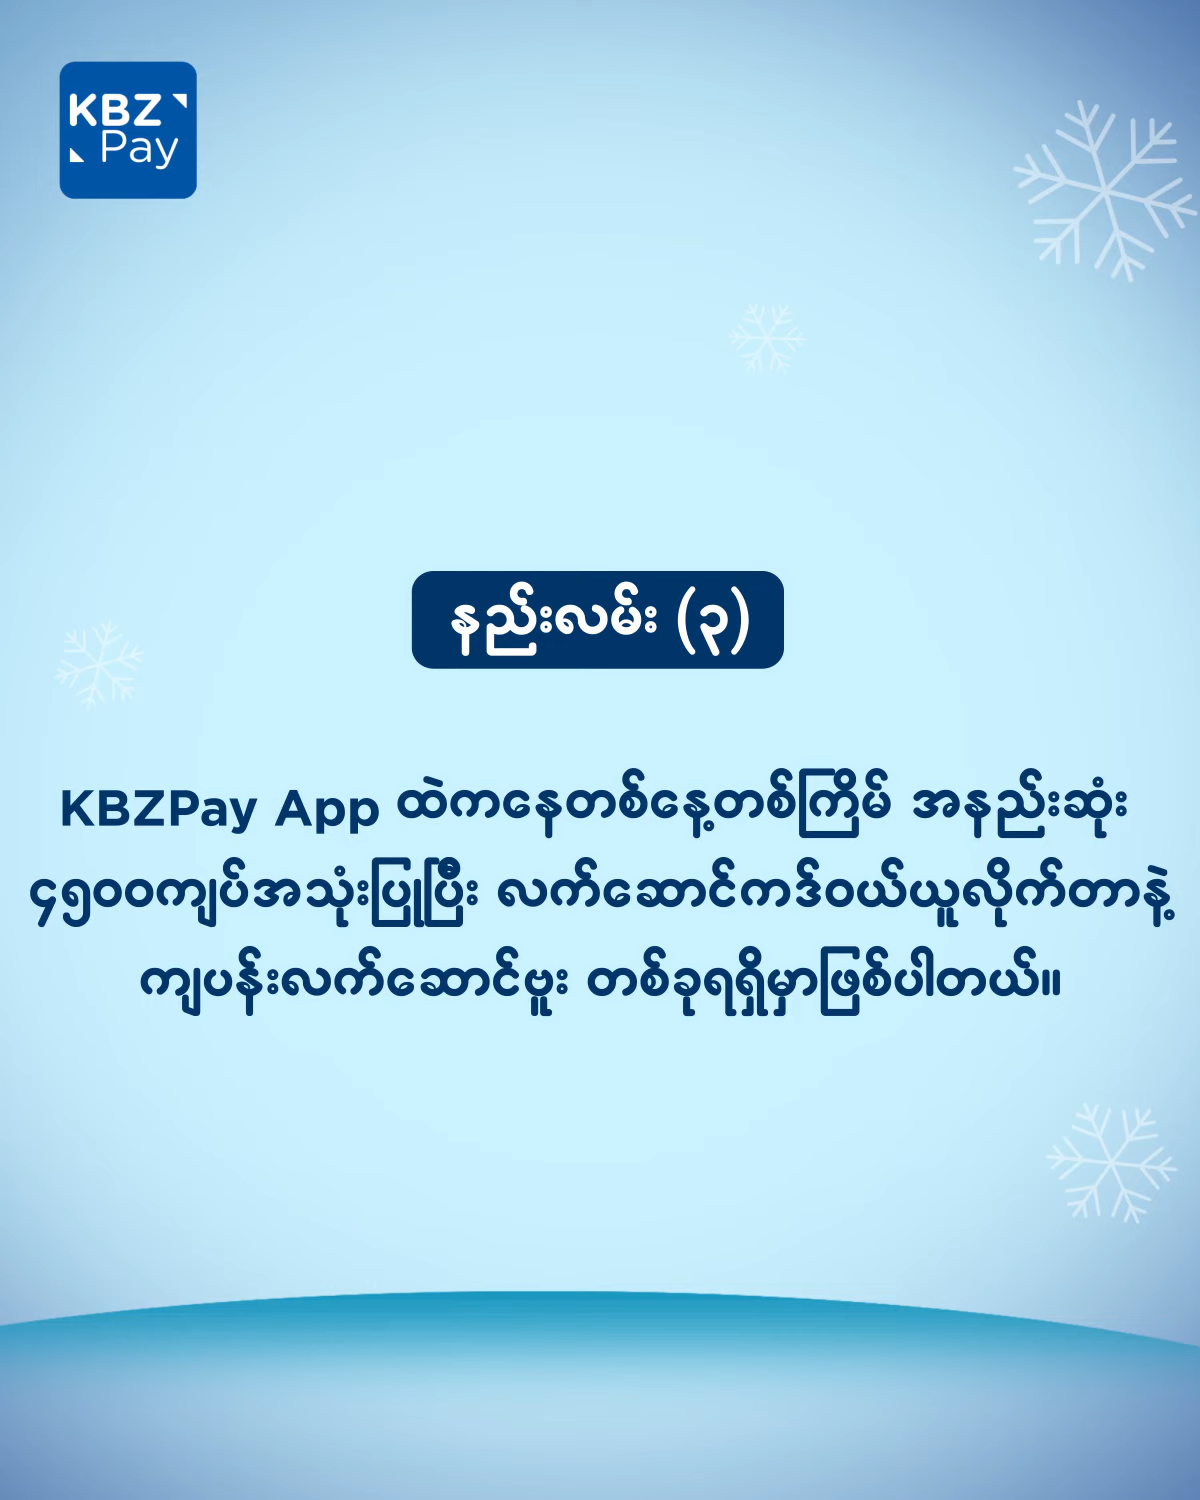 KBZ
Pay
နည်းလမ်း (၃)
KBZPay App ထဲကနေတစ်နေ့တစ်ကြိမ် အနည်းဆုံး
၄၅၀၀ကျပ်အသုံးပြုပြီး လက်ဆောင်ကဒ်ဝယ်ယူလိုက်တာနဲ့
ကျပန်းလက်ဆောင်ဗူး တစ်ခုရရှိမှာဖြစ်ပါတယ်။